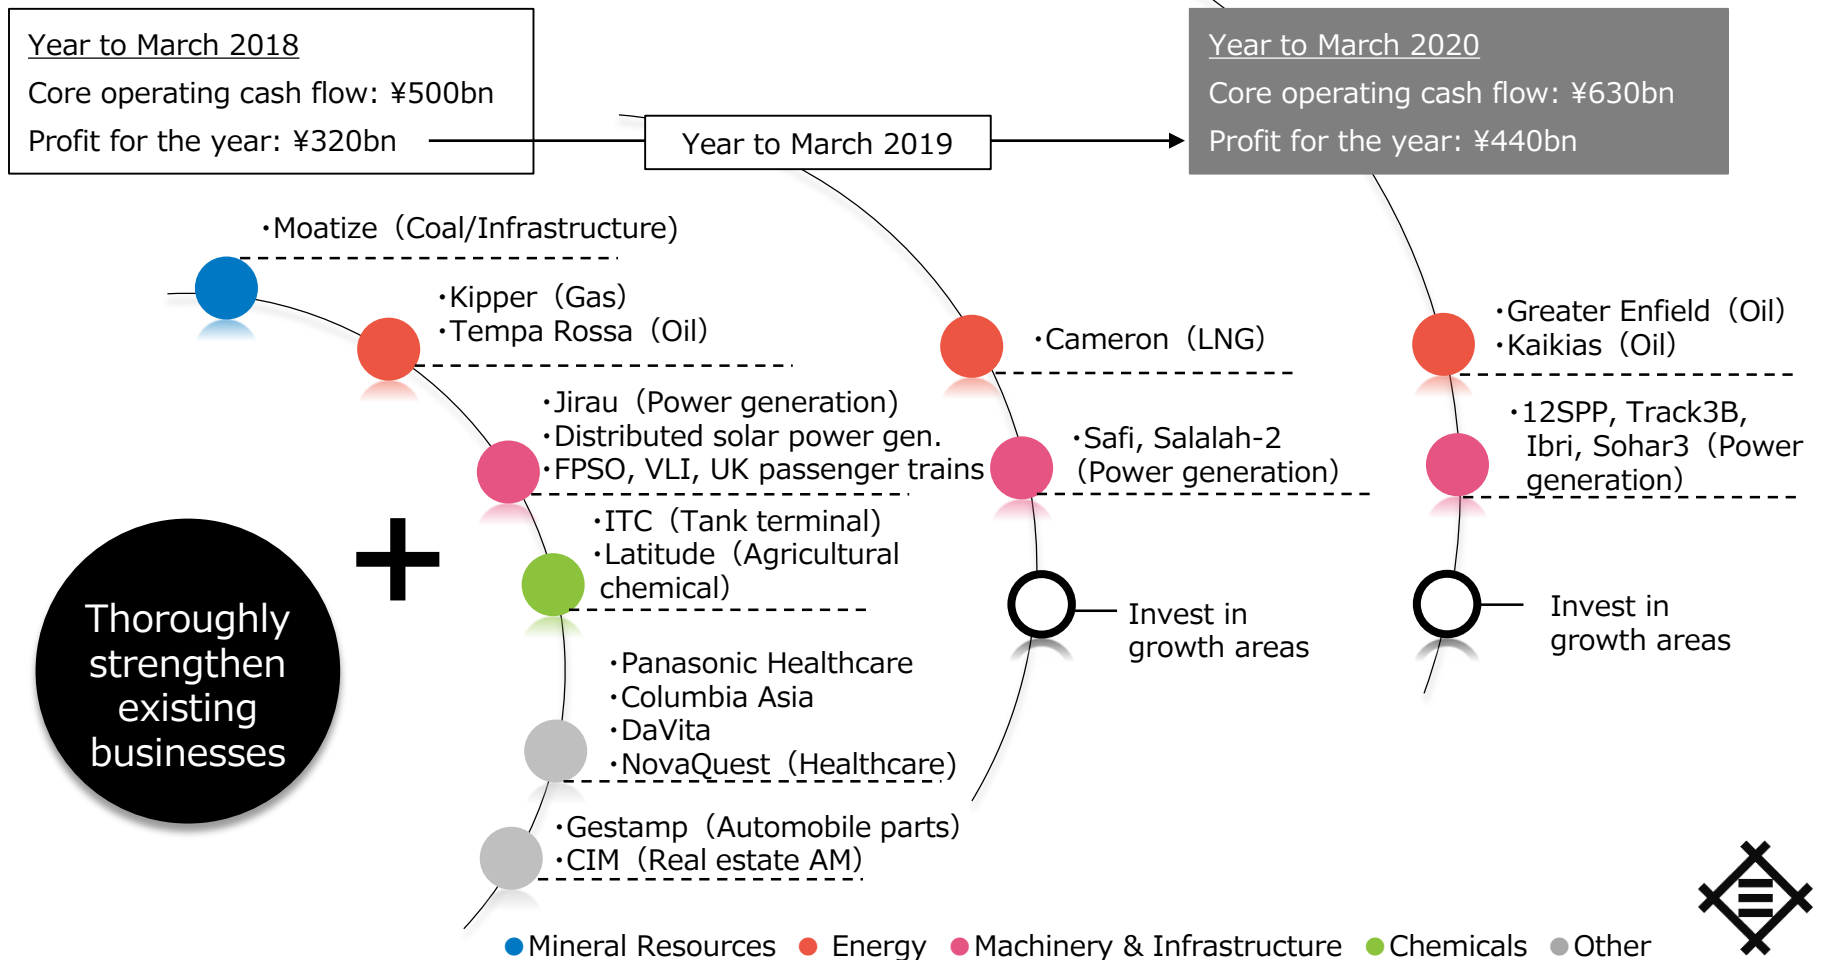 Year to March 2018
Core operating cash flow: ¥500bn
Profit for the year: ¥320bn
Year to March 2019
Year to March 2020
Core operating cash flow: ¥630bn
Profit for the year: ¥440bn
・Moatize（Coal/Infrastructure)
・Kipper（Gas）
・Tempa Rossa（Oil）
・Jirau（Power generation）
・Distributed solar power gen.
・FPSO, VLI, UK passenger trains
・ITC（Tank terminal）
・Latitude（Agricultural
chemical）
・Panasonic Healthcare
・Columbia Asia
・DaVita
・NovaQuest（Healthcare）
・Gestamp（Automobile parts）
・CIM（Real estate AM）
Thoroughly
strengthen
existing
businesses
・Cameron（LNG）
・Safi, Salalah-2
（Power generation）
Invest in
growth areas
・Greater Enfield（Oil）
・Kaikias（Oil）
・12SPP, Track3B,
Ibri, Sohar3（Power
generation）
Invest in
growth areas
Mineral Resources
Energy
Machinery & Infrastructure
Chemicals
Other